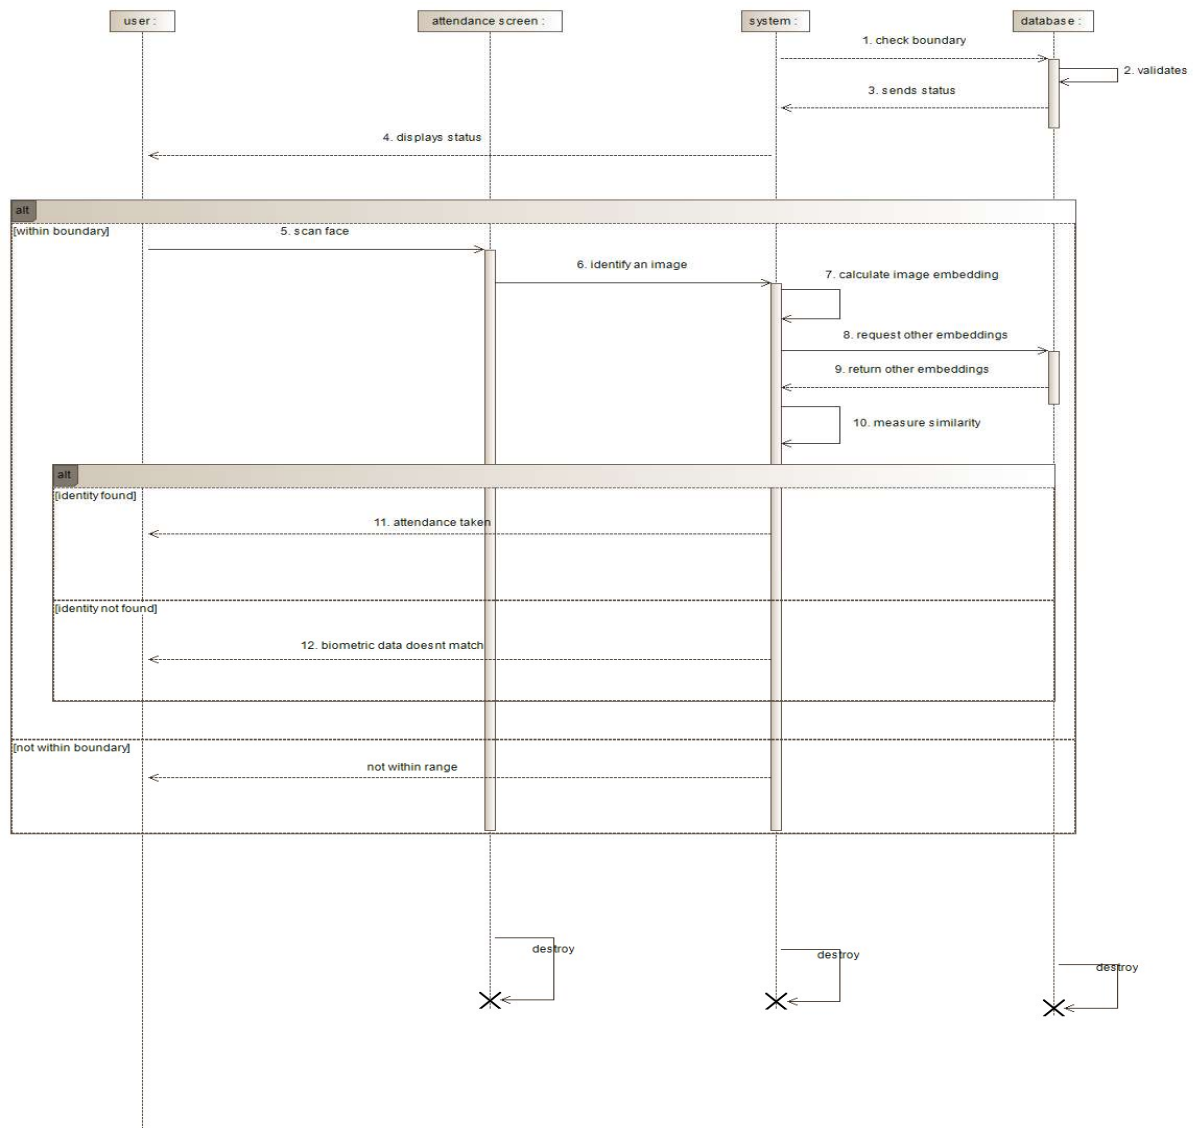 user :
attendance screen :
system :
database :
1. check boundary
2. validates
3. sends status
4. displays status
alt
[within boundary]
5. scan face
6. identify an image
7. calculate image embedding
8. request other embeddings
9. return other embeddings
10. measure similarity
alt
[identity found]
11. attendance taken
[identity not found]
12. biometric data doesnt match
[not within boundary]
not within range
destroy
destroy
destroy